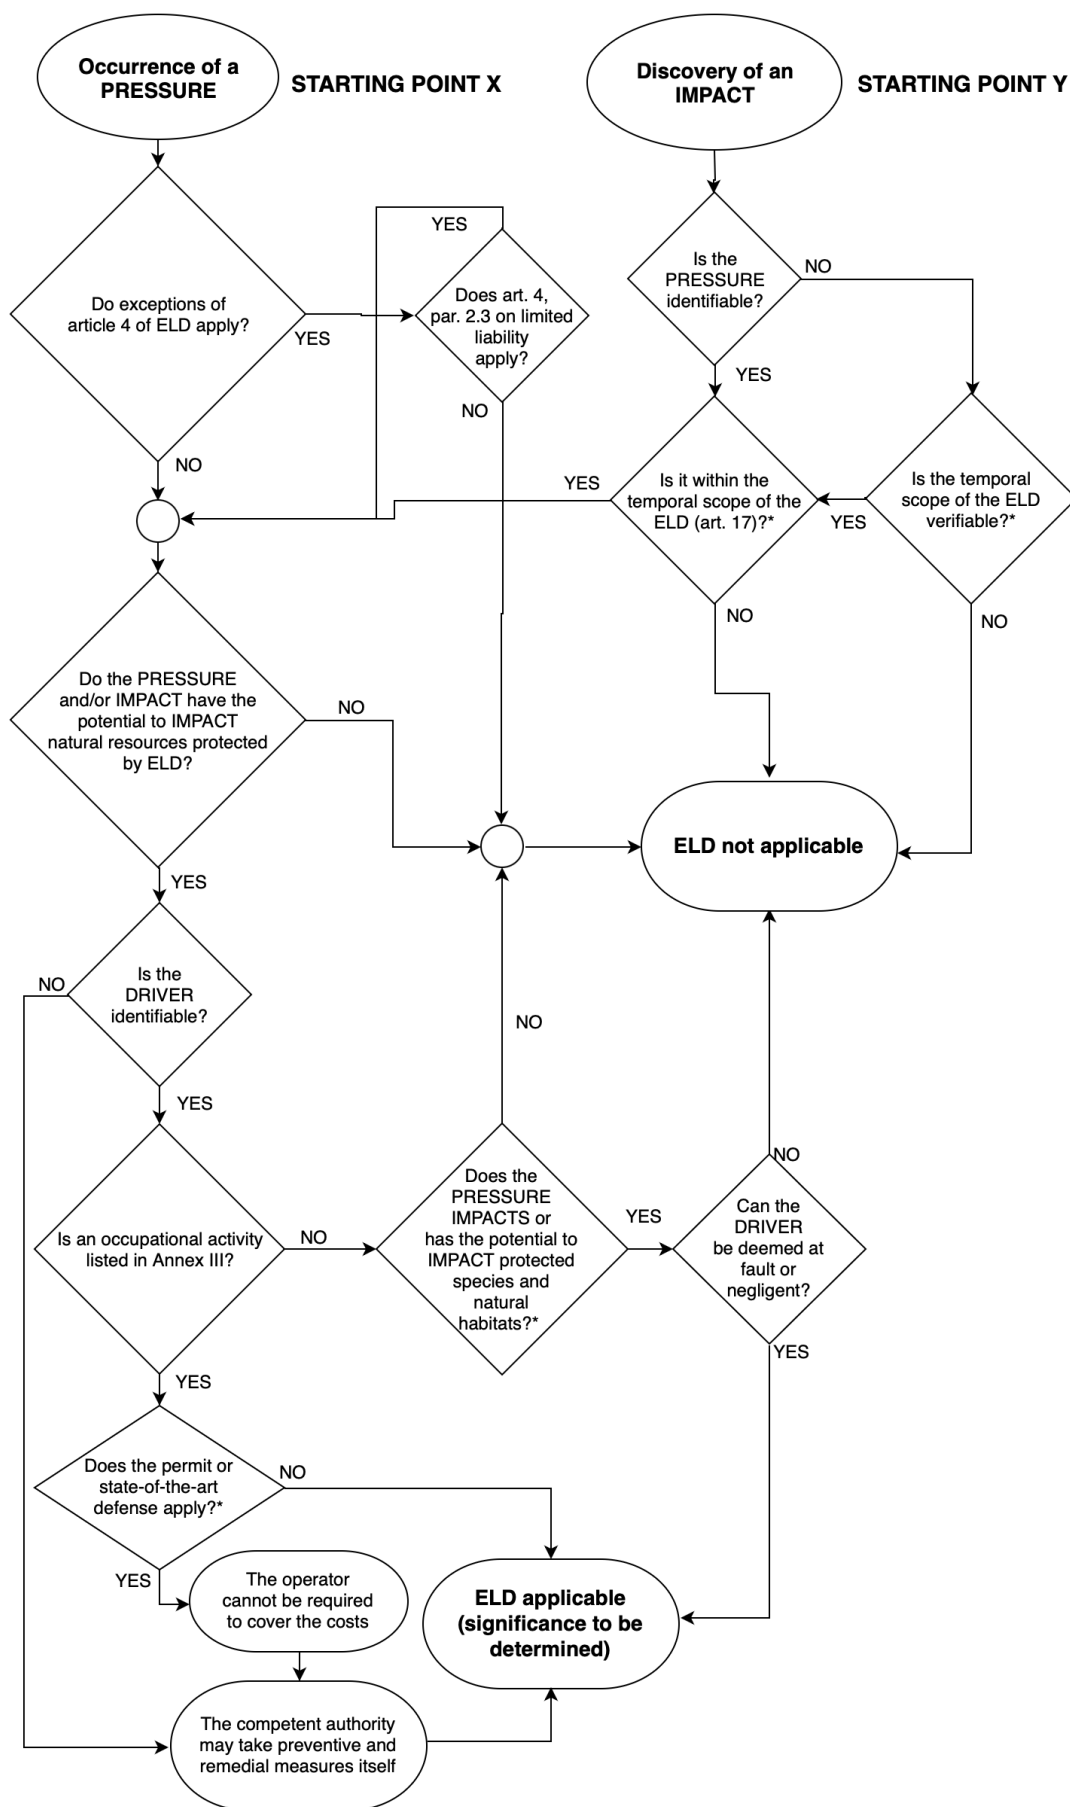 Occurrence of a
PRESSURE
STARTING POINT X
Discovery of an
IMPACT
STARTING POINT Y
Do exceptions of
article 4 of ELD apply?
YES
NO
YES
Does art. 4,
par. 2.3 on limited
liability
apply?
NO
Is the
PRESSURE
identifiable?
NO
YES
Is it within the
temporal scope of the
ELD (art. 17)?*
YES
NO
Is the temporal
scope of the ELD
verifiable?*
YES
NO
Do the PRESSURE
and/or IMPACT have the
potential to IMPACT
natural resources protected
by ELD?
NO
YES
ELD not applicable
Is the
DRIVER
identifiable?
NO
YES
Is an occupational activity
listed in Annex III?
NO
YES
Does the
PRESSURE
IMPACTS or
has the potential to
IMPACT protected
species and
natural
habitats?*
NO
YES
Can the
DRIVER
be deemed at
fault or
negligent?
NO
YES
Does the permit or
state-of-the-art
defense apply?*
NO
YES
The operator
cannot be required
to cover the costs
ELD applicable
(significance to be
determined)
The competent authority
may take preventive and
remedial measures itself